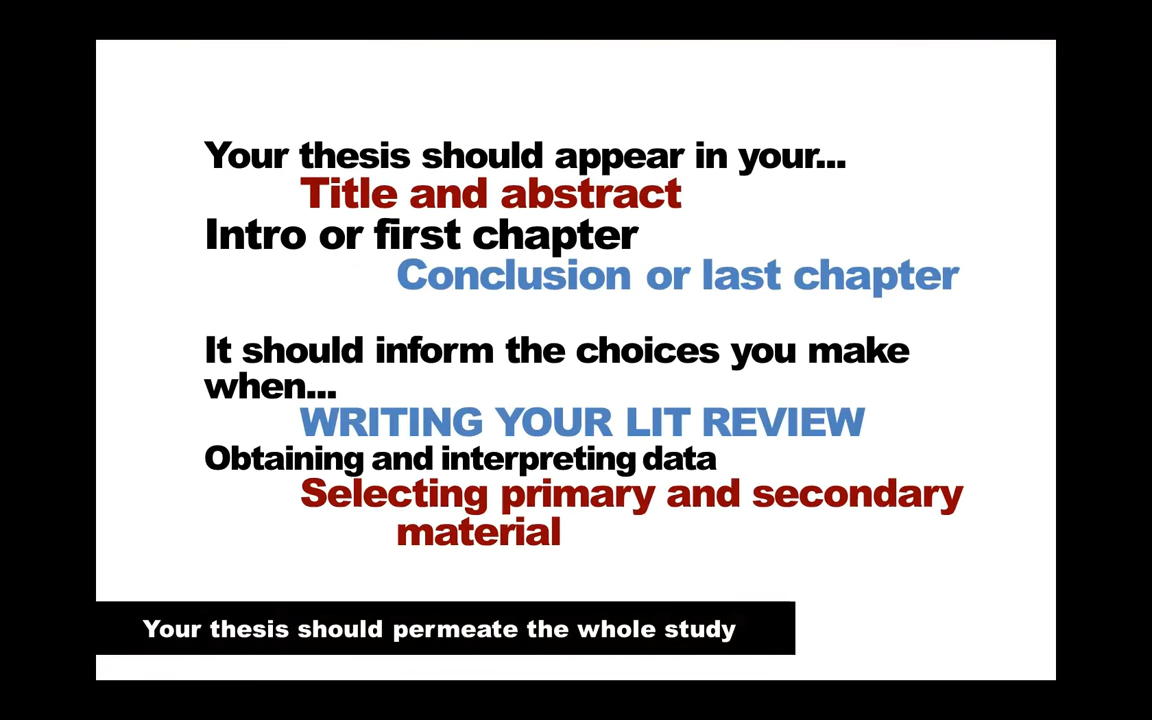 Your thesis should appear in your...
Title and abstract
Intro or first chapter
Conclusion or last chapter
It should inform the choices you make
when...
WRITING YOUR LIT REVIEW
Obtaining and interpreting data
Selecting primary and secondary
material
Your thesis should permeate the whole study